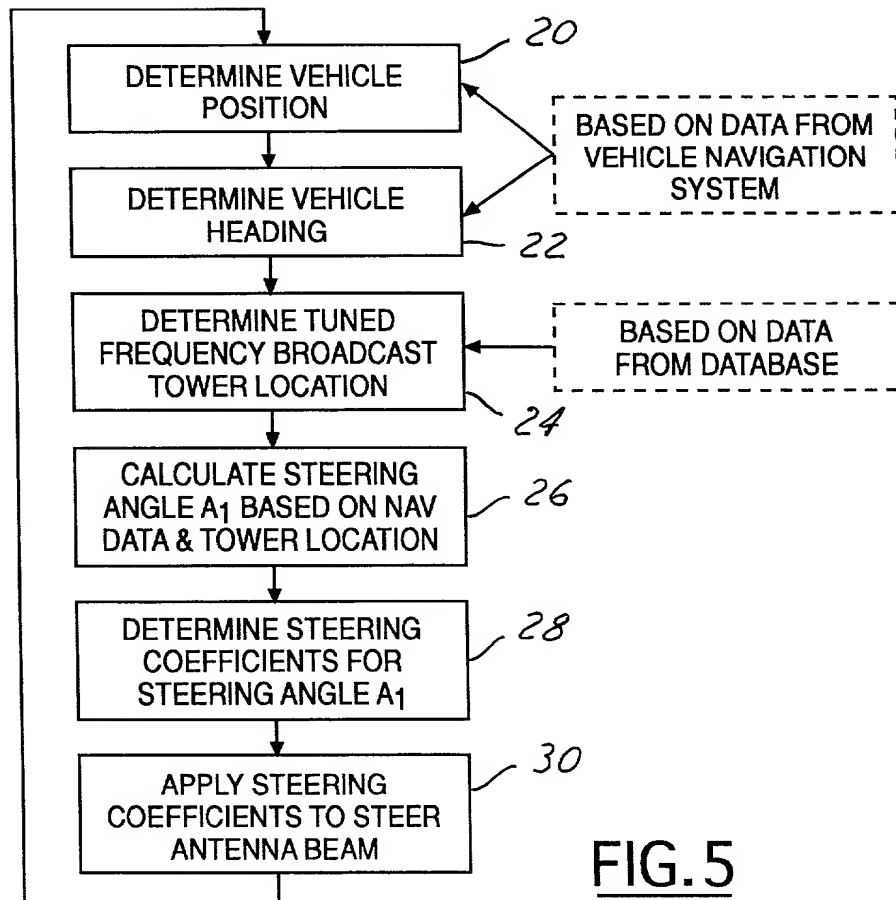 20
DETERMINE VEHICLE
POSITION
BASED ON DATA FROM
VEHICLE NAVIGATION
SYSTEM
DETERMINE VEHICLE
HEADING
22
DETERMINE TUNED
FREQUENCY BROADCAST
TOWER LOCATION
BASED ON DATA
FROM DATABASE
24
CALCULATE STEERING
ANGLE A1 BASED ON NAV
DATA & TOWER LOCATION
26
DETERMINE STEERING
COEFFICIENTS FOR
STEERING ANGLE A1
28
APPLY STEERING
COEFFICIENTS TO STEER
ANTENNA BEAM
30
FIG. 5